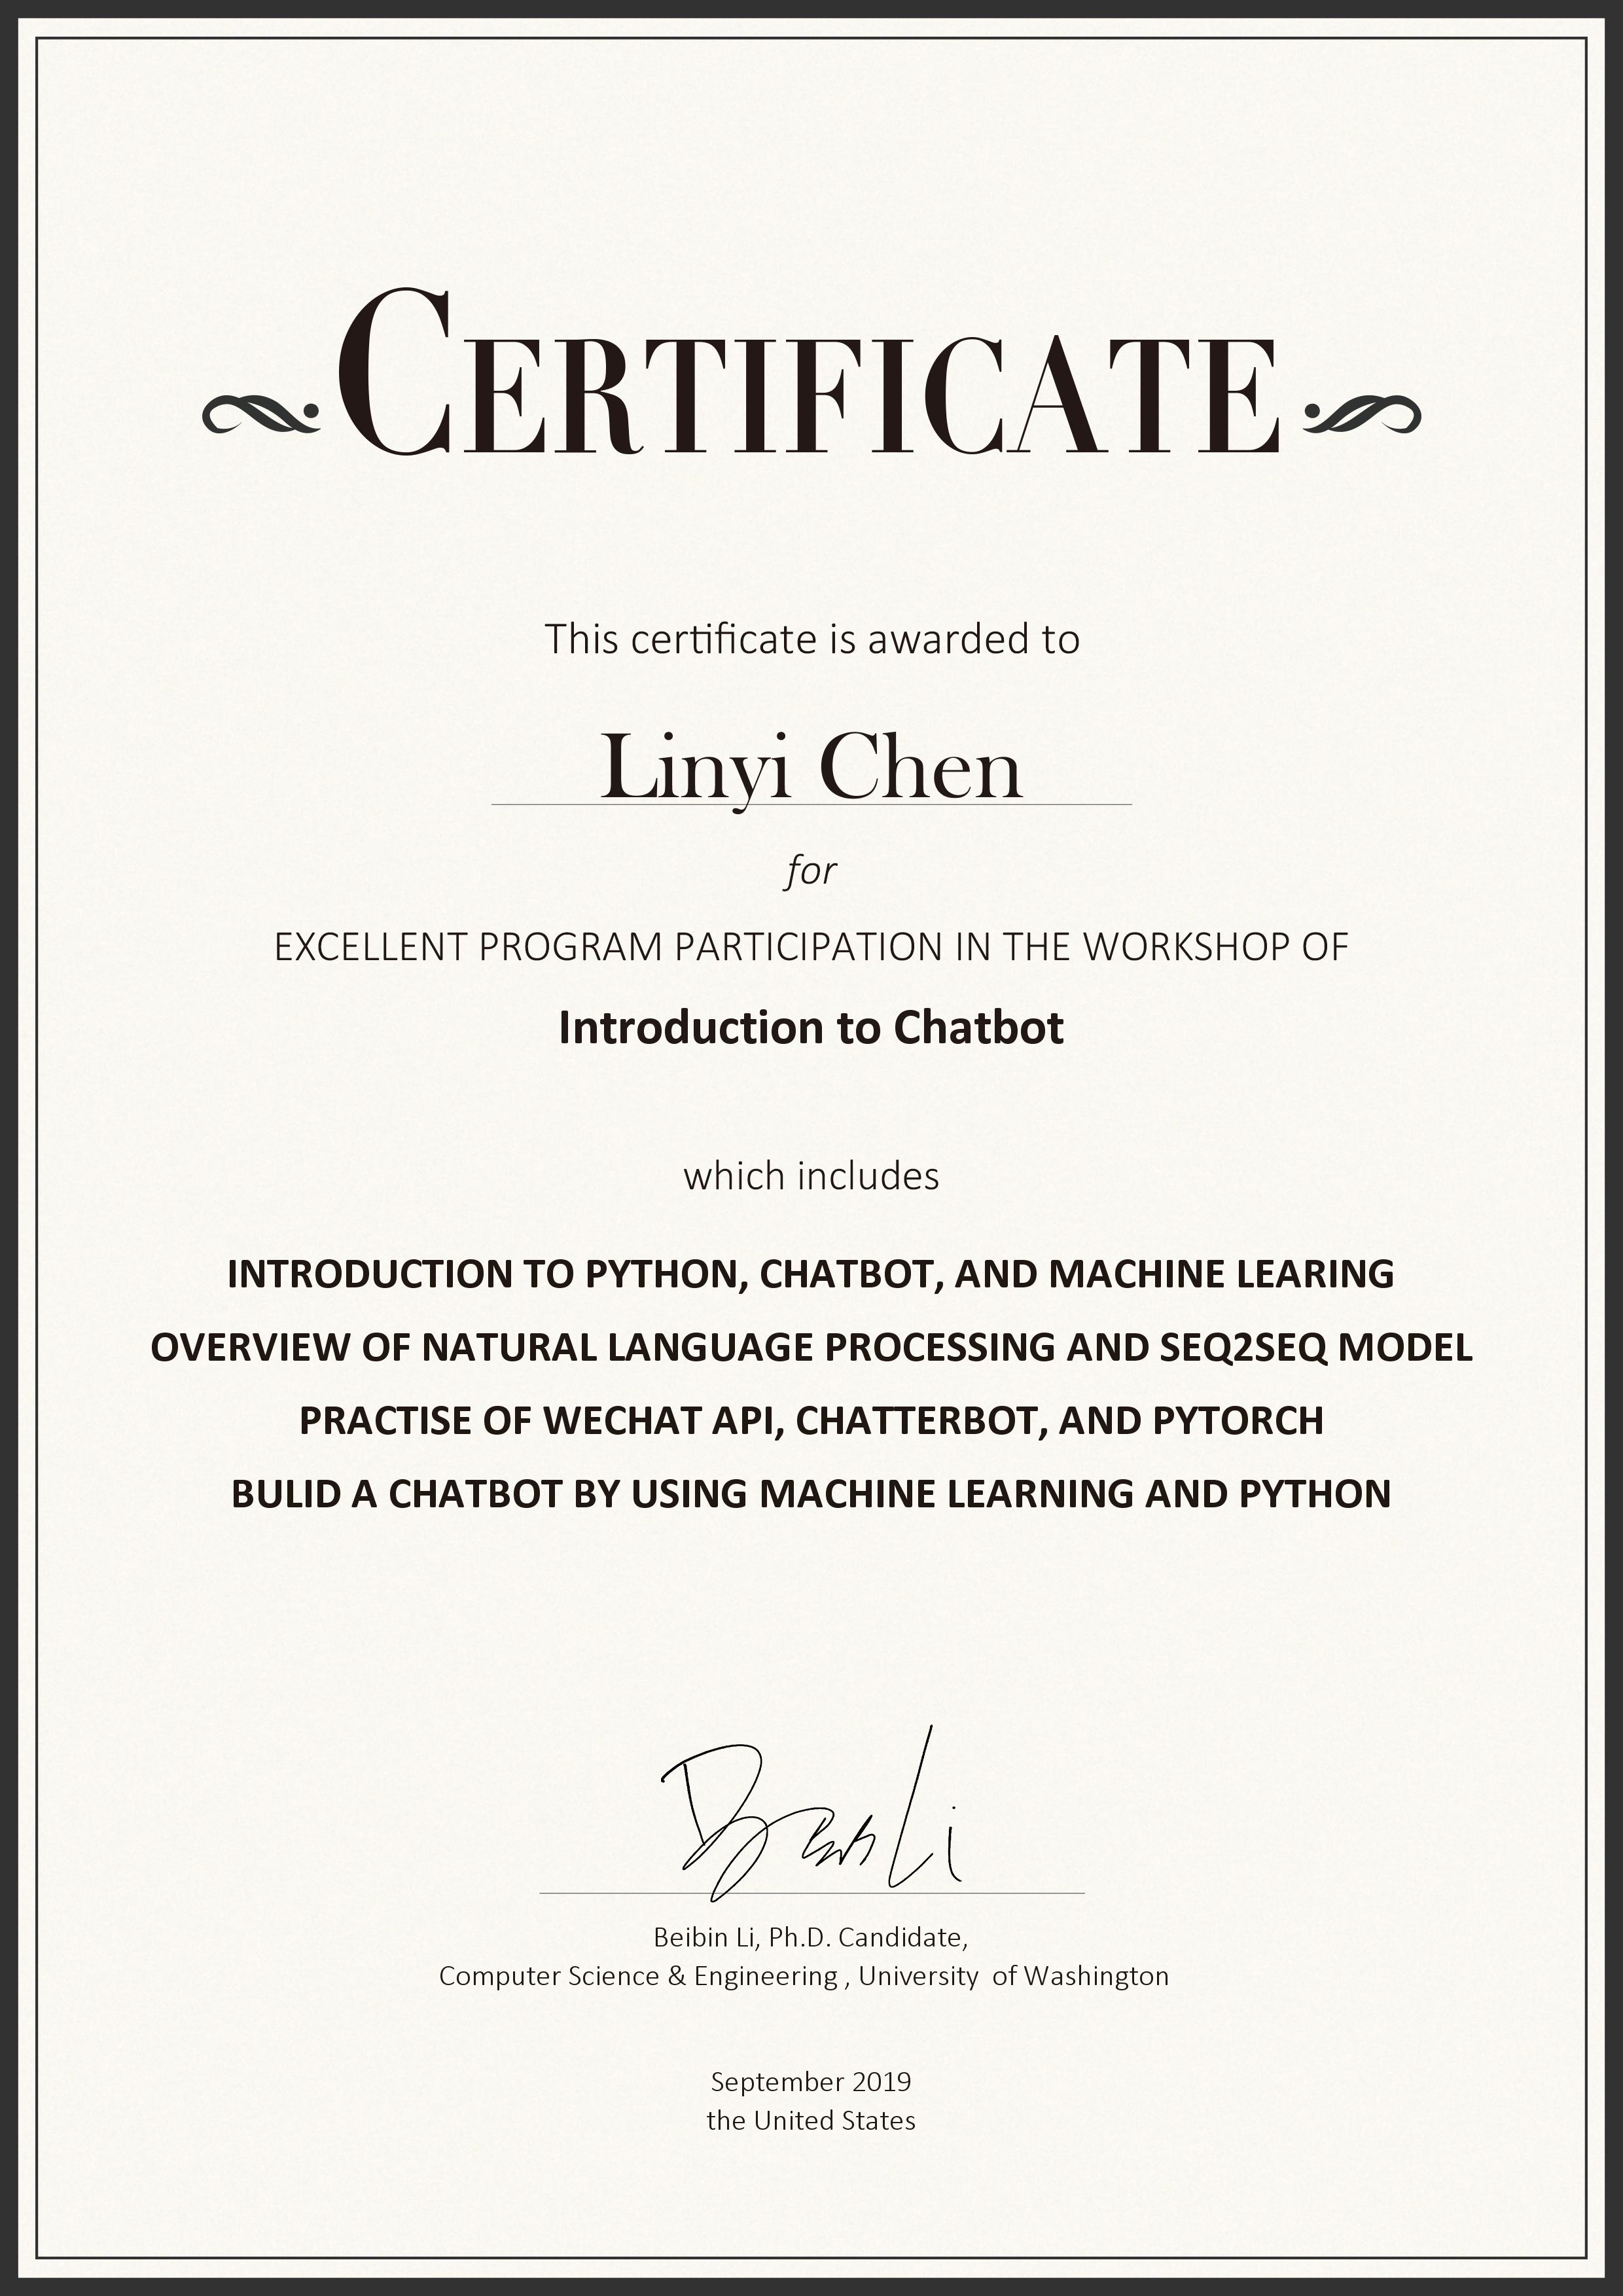 CERTIFICATE
This certificate is awarded to
Linyi Chen
for
EXCELLENT PROGRAM PARTICIPATION IN THE WORKSHOP OF
Introduction to Chatbot
which includes
INTRODUCTION TO PYTHON, CHATBOT, AND MACHINE LEARING
OVERVIEW OF NATURAL LANGUAGE PROCESSING AND SEQ2SEQ MODEL
PRACTISE OF WECHAT API, CHATTERBOT, AND PYTORCH
BULID A CHATBOT BY USING MACHINE LEARNING AND PYTHON
Beibin Li
Beibin Li, Ph.D. Candidate,
Computer Science & Engineering , University of Washington
September 2019
the United States